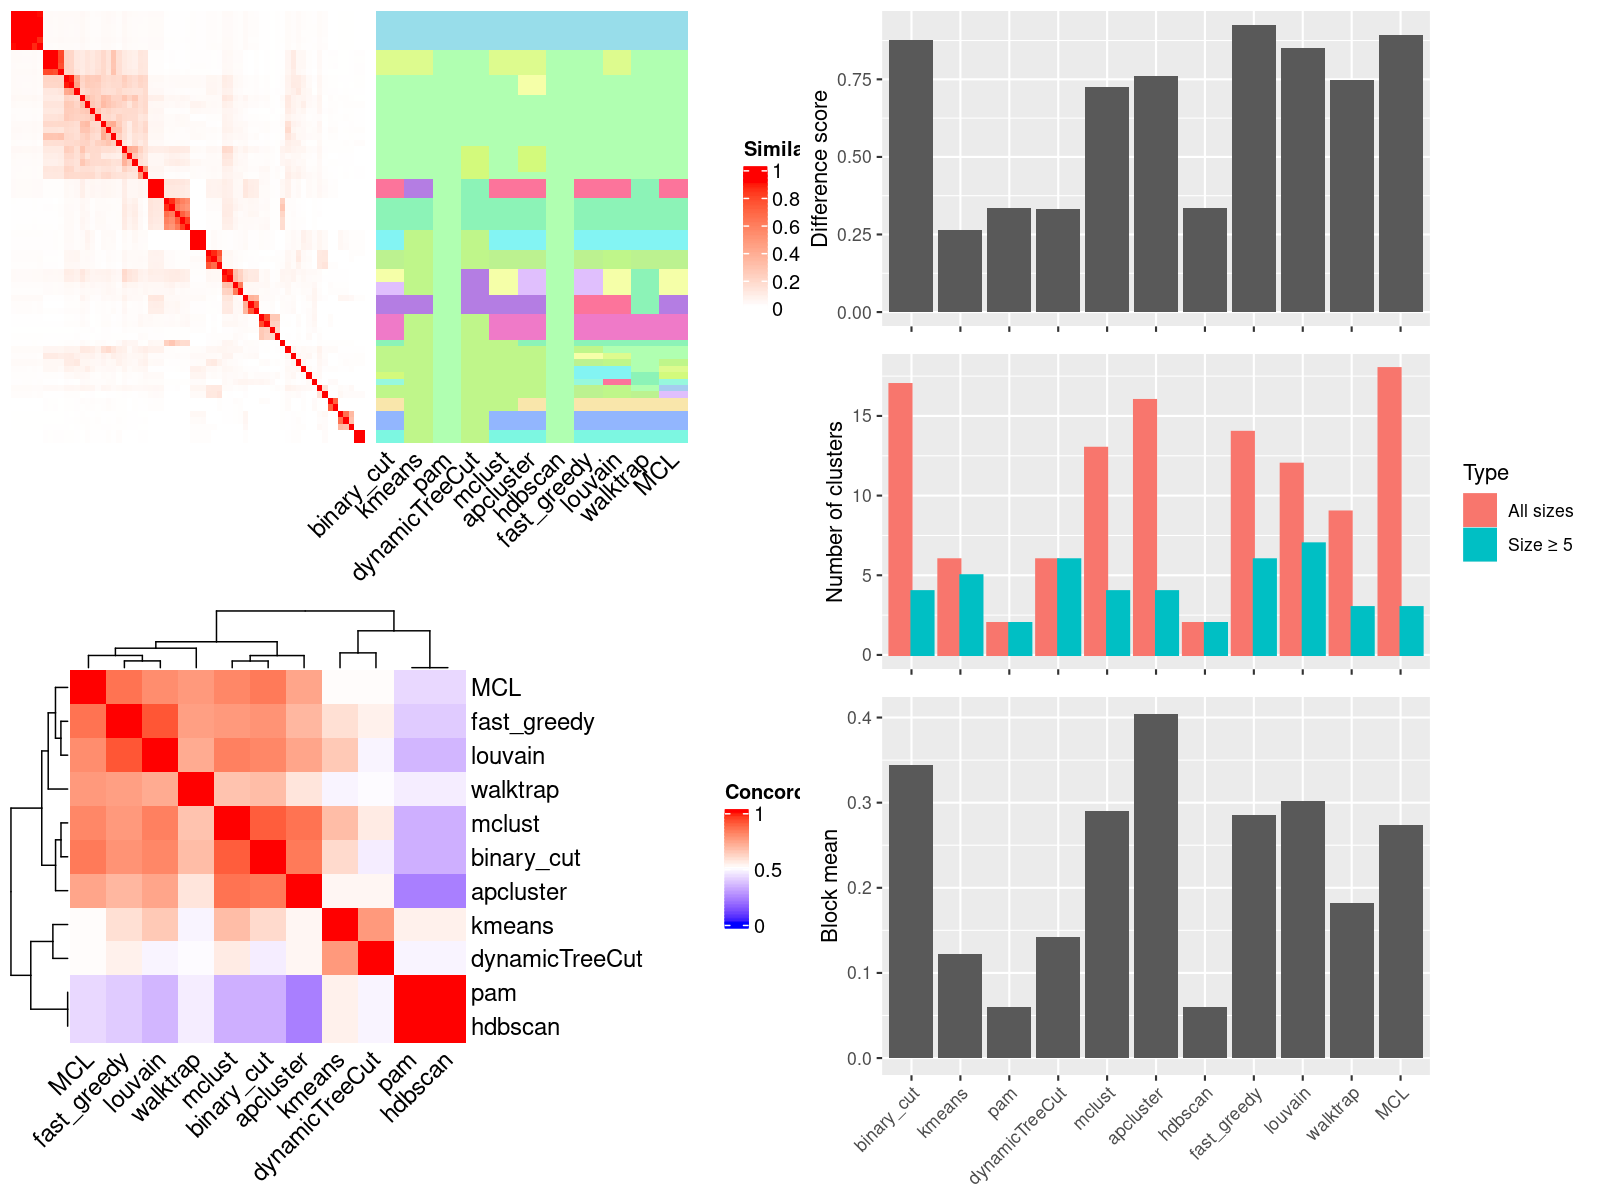 Simila
1
0.8
0.6
0.4
0.2
0
binary_cut
kmeans
pam
dynamicTreeCut
mclust
apcluster
hdbscan
fast_greedy
louvain
walktrap
MCL
Difference score
0.75
0.50
0.25
0.00
Number of clusters
15
10
5
0
Type
All sizes
Size ≥ 5
MCL
fast_greedy
louvain
walktrap
mclust
binary_cut
apcluster
kmeans
dynamicTreeCut
pam
hdbscan
MCL
fast_greedy
louvain
walktrap
mclust
binary_cut
apcluster
kmeans
dynamicTreeCut
pam
hdbscan
Concord
1
0.5
0
Block mean
0.4
0.3
0.2
0.1
0.0
binary_cut
kmeans
pam
dynamicTreeCut
mclust
apcluster
hdbscan
fast_greedy
louvain
walktrap
MCL